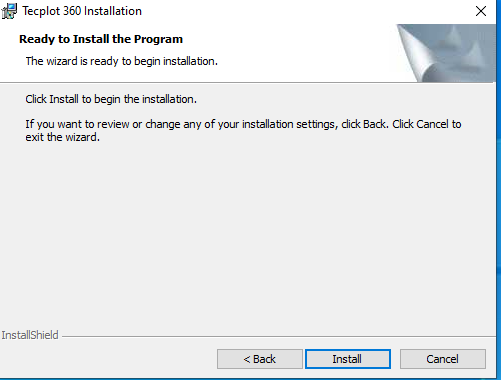 Tecplot 360 Installation
Ready to Install the Program
The wizard is ready to begin installation.
Click Install to begin the installation.
If you want to review or change any of your installation settings, click Back. Click Cancel to
exit the wizard.
InstallShield
< Back
Install
Cancel